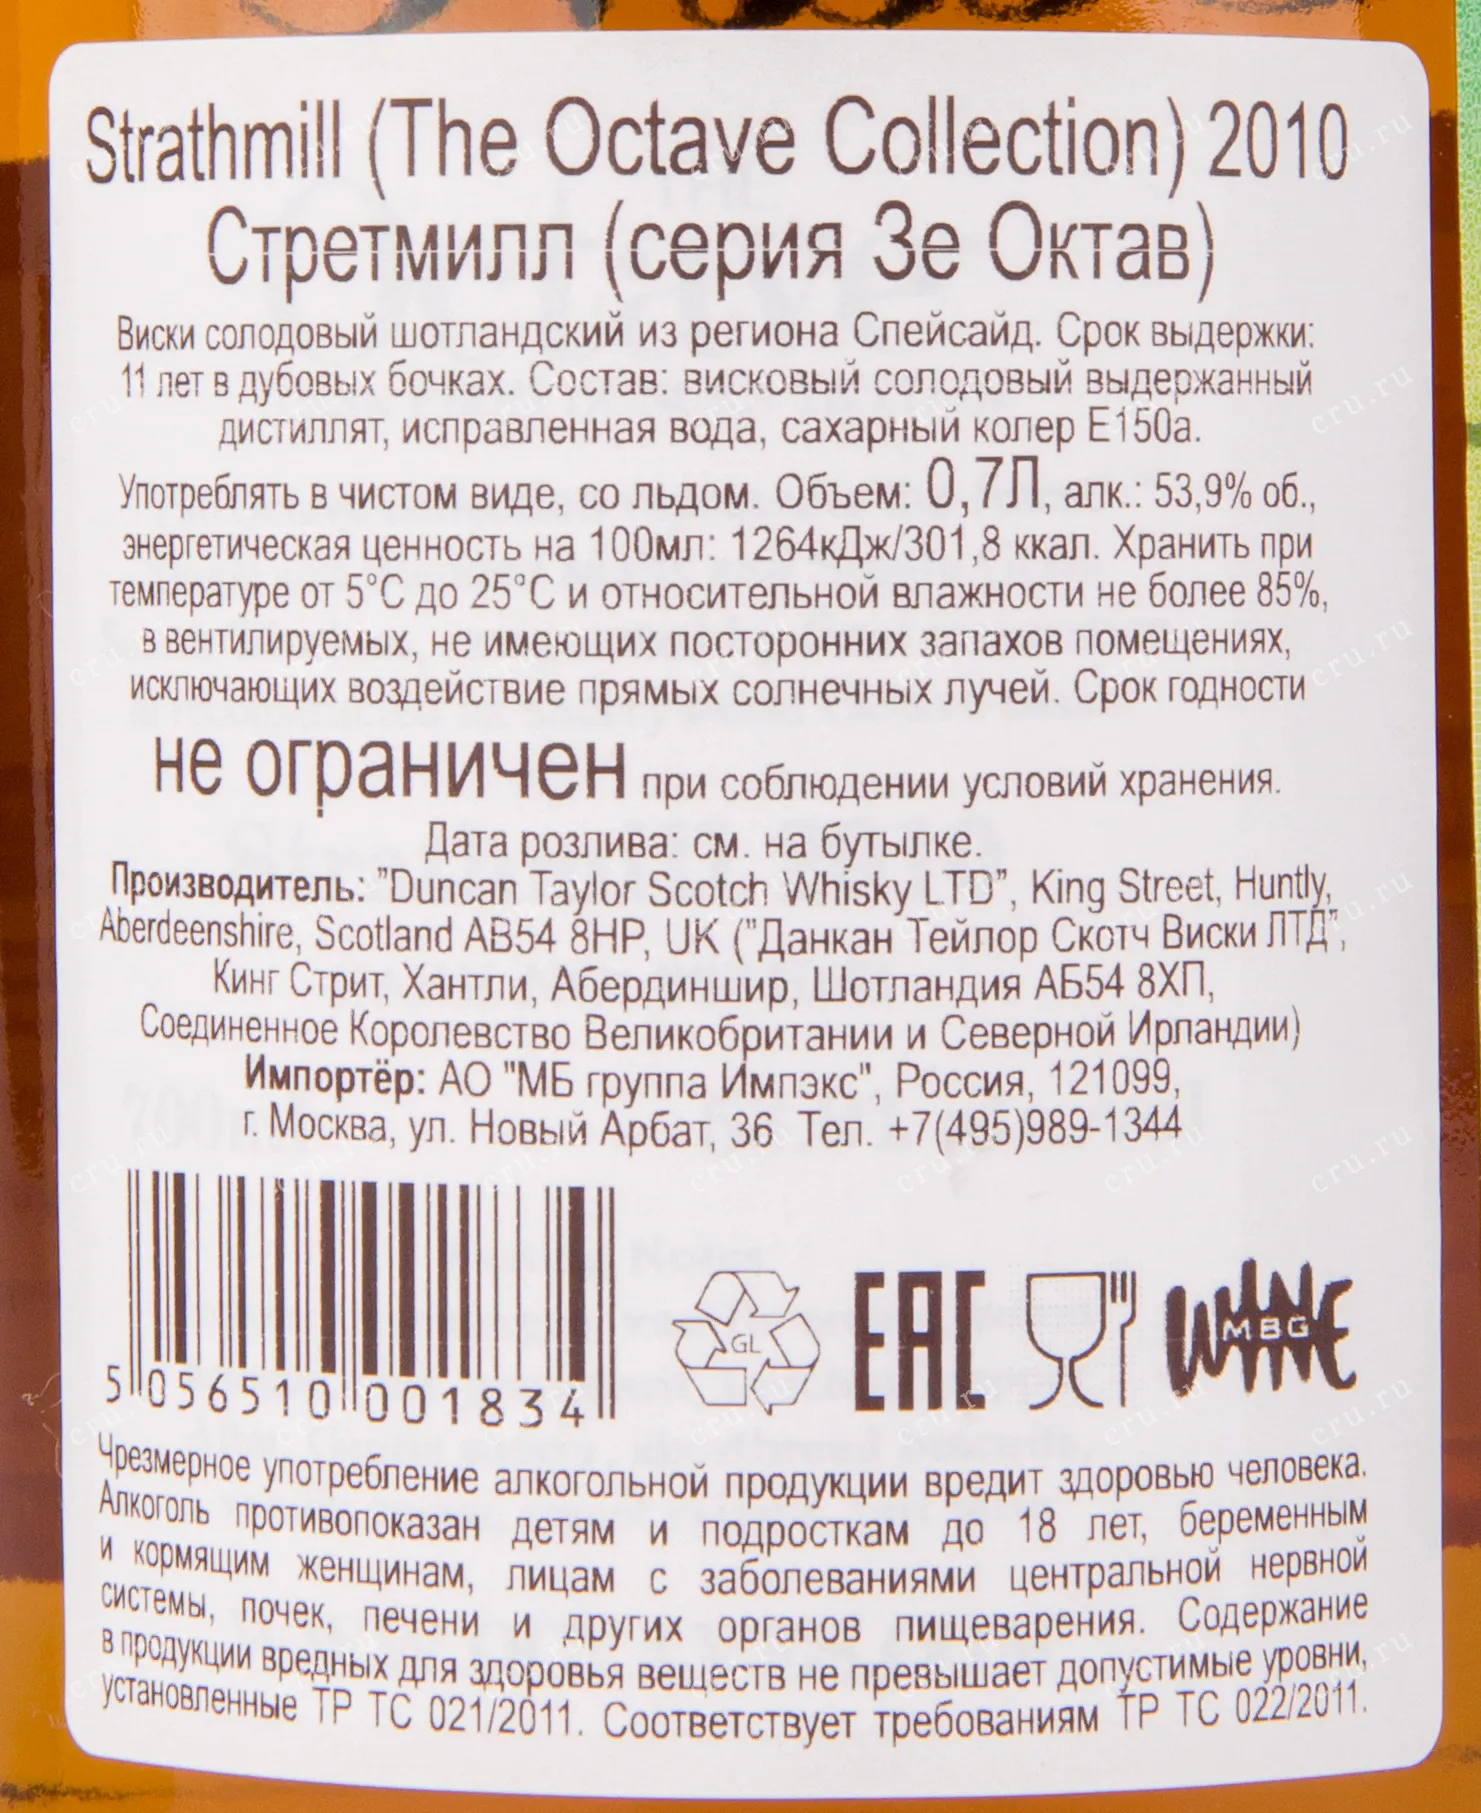 Strathmill (The Octave Collection) 2010
Стретмилл (серия Зе Октав)
Виски солодовый шотландский из региона Спейсайд. Срок выдержки:
11 лет в дубовых бочках. Состав: висковый солодовый выдержанный
дистиллят, исправленная вода, сахарный колер Е150а.
Употреблять в чистом виде, со льдом. Объем: 0,7Л, алк.: 53,9% об.,
энергетическая ценность на 100мл: 1264кДж/301,8 ккал. Хранить при
температуре от 5°С до 25°С и относительной влажности не более 85%,
в вентилируемых, не имеющих посторонних запахов помещениях,
исключающих воздействие прямых солнечных лучей. Срок годности
не ограничен при соблюдении условий хранения.
Дата розлива: см. на бутылке.
Производитель: "Duncan Taylor Scotch Whisky LTD", King Street, Huntly,
Aberdeenshire, Scotland AB54 8HP, UK ("Данкан Тейлор Скотч Виски ЛТД",
Кинг Стрит, Хантли, Абердиншир, Шотландия АБ54 8ХП,
Соединенное Королевство Великобритании и Северной Ирландии)
Импортёр: АО "МБ группа Импэкс", Россия, 121099,
г. Москва, ул. Новый Арбат, 36 Тел. +7(495)989-1344
GL EAC WINE MBG
5 056510 001834
Чрезмерное употребление алкогольной продукции вредит здоровью человека.
Алкоголь противопоказан детям и подросткам до 18 лет, беременным
и кормящим женщинам, лицам с заболеваниями центральной нервной
системы, почек, печени и других органов пищеварения. Содержание
в продукции вредных для здоровья веществ не превышает допустимые уровни,
установленные ТР ТС 021/2011. Соответствует требованиям ТР ТС 022/2011.
cru.ru